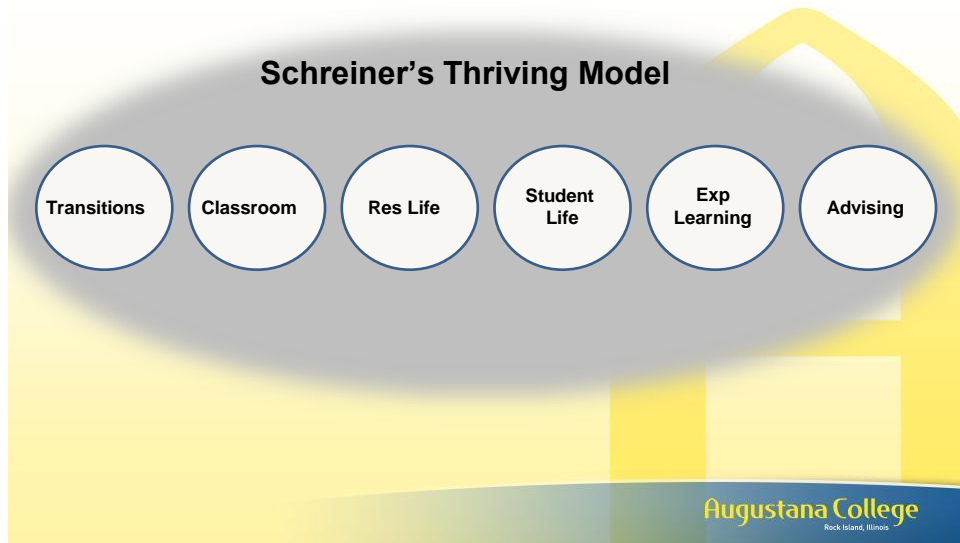 Schreiner's Thriving Model
Transitions
Classroom
Res Life
Student
Life
Exp
Learning
Advising
Augustana College
Rock Island, Illinois